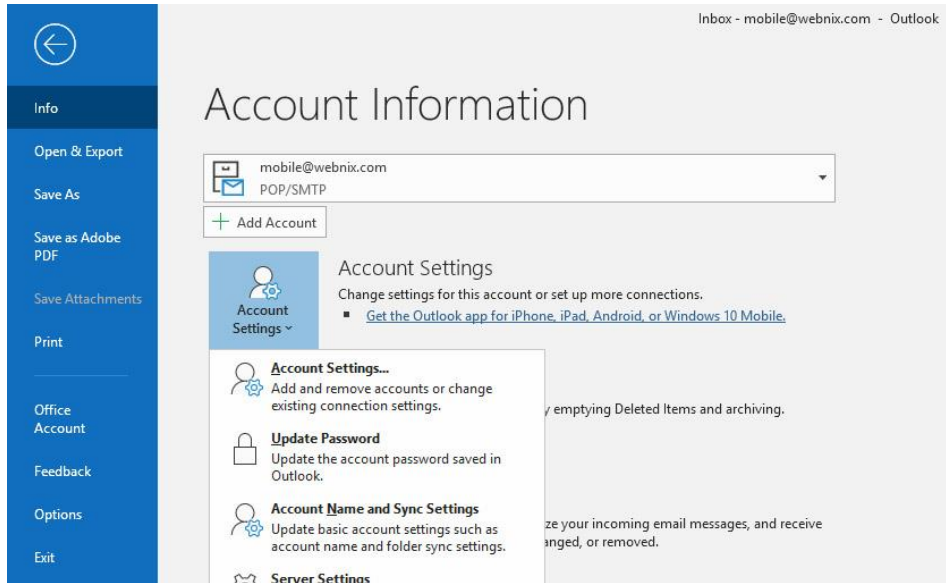 Inbox - mobile@webnix.com - Outlook
Info
Open & Export
Save As
Save as Adobe
PDF
Save Attachments
Print
Office
Account
Feedback
Options
Exit
Account Information
mobile@webnix.com
POP/SMTP
Add Account
Account
Settings
Account Settings
Change settings for this account or set up more connections.
Get the Outlook app for iPhone, iPad, Android, or Windows 10 Mobile.
Account Settings...
Add and remove accounts or change
existing connection settings.
Update Password
Update the account password saved in
Outlook.
Account Name and Sync Settings
Update basic account settings such as
account name and folder sync settings.
Server Settings
y emptying Deleted Items and archiving.
ze your incoming email messages, and receive
anged, or removed.